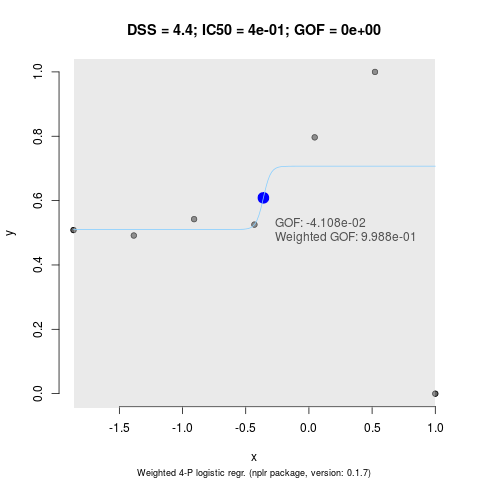 DSS = 4.4; IC50 = 4e-01; GOF = 0e+00
1.0
0.8
0.6
0.4
0.2
0.0
y
GOF: -4.108e-02
Weighted GOF: 9.988e-01
-1.5 -1.0 -0.5 0.0 0.5 1.0
x
Weighted 4-P logistic regr. (nplr package, version: 0.1.7)